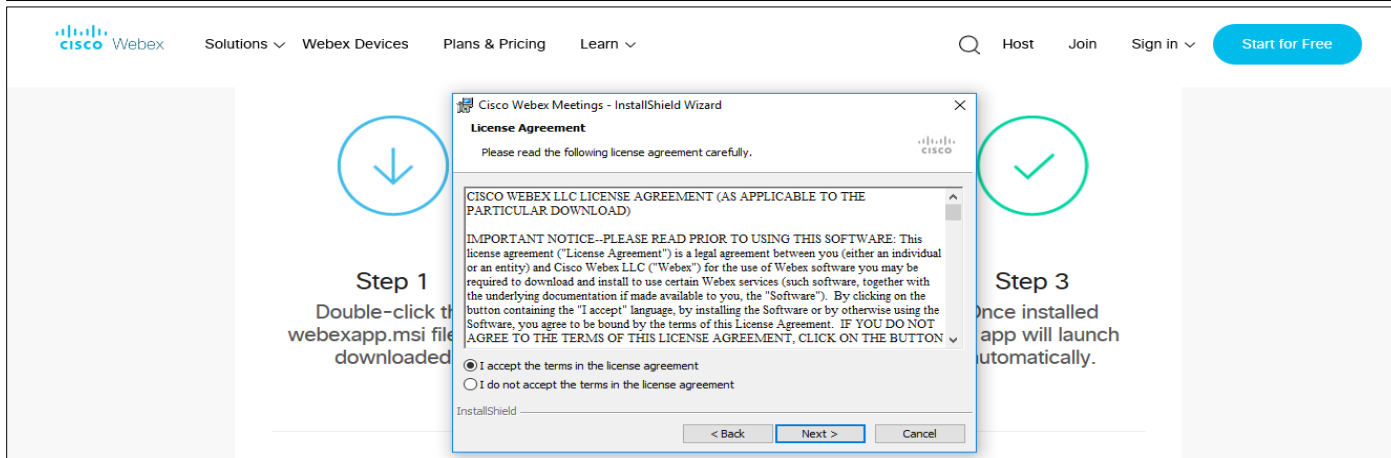 CISCO Webex Solutions Webex Devices Plans & Pricing Learn Host Join Sign in Start for Free
Cisco Webex Meetings - InstallShield Wizard
License Agreement
Please read the following license agreement carefully.
CISCO
CISCO WEBEX LLC LICENSE AGREEMENT (AS APPLICABLE TO THE
PARTICULAR DOWNLOAD)
IMPORTANT NOTICE--PLEASE READ PRIOR TO USING THIS SOFTWARE: This
license agreement ("License Agreement") is a legal agreement between you (either an individual
or an entity) and Cisco Webex LLC ("Webex") for the use of Webex software you may be
required to download and install to use certain Webex services (such software, together with
the underlying documentation if made available to you, the "Software"). By clicking on the
button containing the "I accept" language, by installing the Software or by otherwise using the
Software, you agree to be bound by the terms of this License Agreement. IF YOU DO NOT
AGREE TO THE TERMS OF THIS LICENSE AGREEMENT, CLICK ON THE BUTTON
I accept the terms in the license agreement
I do not accept the terms in the license agreement
InstallShield
< Back Next > Cancel
Step 1
Double-click
webexapp.msi
downloaded
Step 3
installed
app will launch